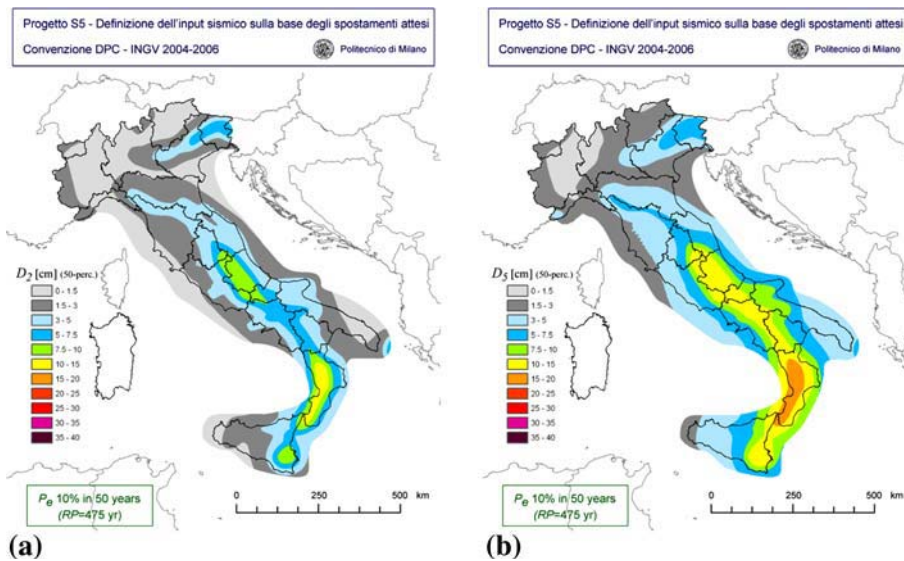 Progetto S5 - Definizione dell'input sismico sulla base degli spostamenti attesi
Convenzione DPC - INGV 2004-2006
Politecnico di Milano
D2 [cm] (50-perc.)
0 - 1.5
1.5 - 3
3 - 5
5 - 7.5
7.5 - 10
10 - 15
15 - 20
20 - 25
25 - 30
30 - 35
35 - 40
Pe 10% in 50 years
(RP=475 yr)
0 250 500 km
(a)
Progetto S5 - Definizione dell'input sismico sulla base degli spostamenti attesi
Convenzione DPC - INGV 2004-2006
Politecnico di Milano
D5 [cm] (50-perc.)
0 - 1.5
1.5 - 3
3 - 5
5 - 7.5
7.5 - 10
10 - 15
15 - 20
20 - 25
25 - 30
30 - 35
35 - 40
Pe 10% in 50 years
(RP=475 yr)
0 250 500 km
(b)